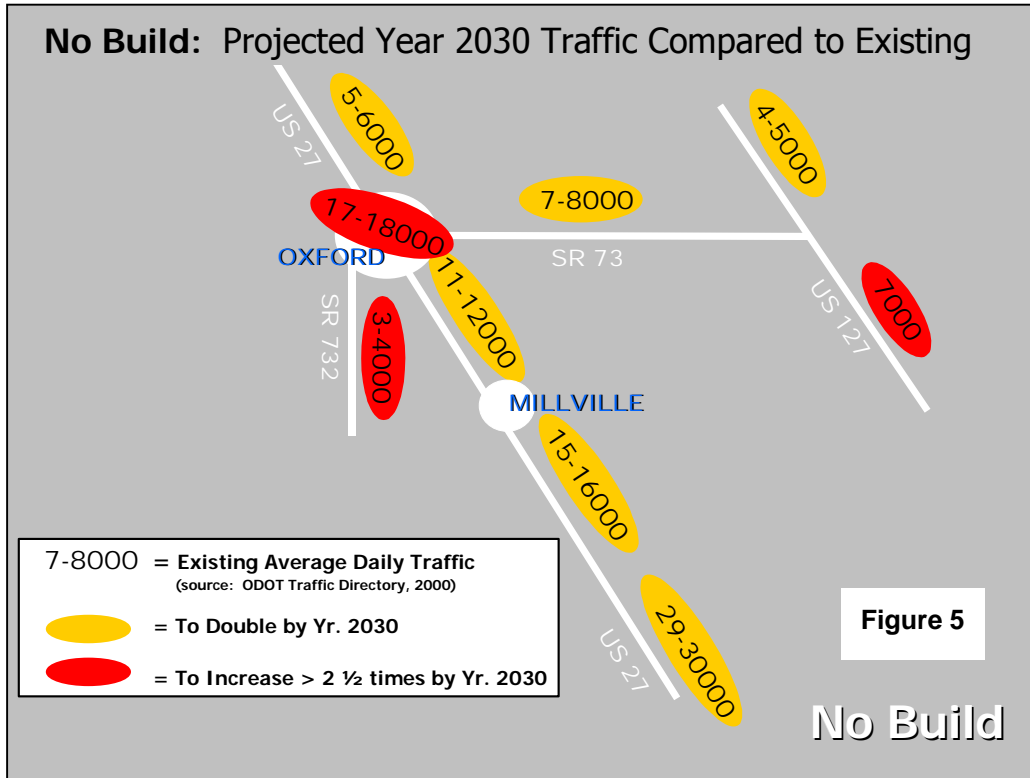 No Build: Projected Year 2030 Traffic Compared to Existing
US 27
5-6000
4-5000
7-8000
17-18000
OXFORD
SR 73
11-12000
US 127
7000
SR 732
3-4000
MILLVILLE
15-16000
29-30000
US 27
7-8000 = Existing Average Daily Traffic
(source: ODOT Traffic Directory, 2000)
= To Double by Yr. 2030
= To Increase > 2 ½ times by Yr. 2030
Figure 5
No Build